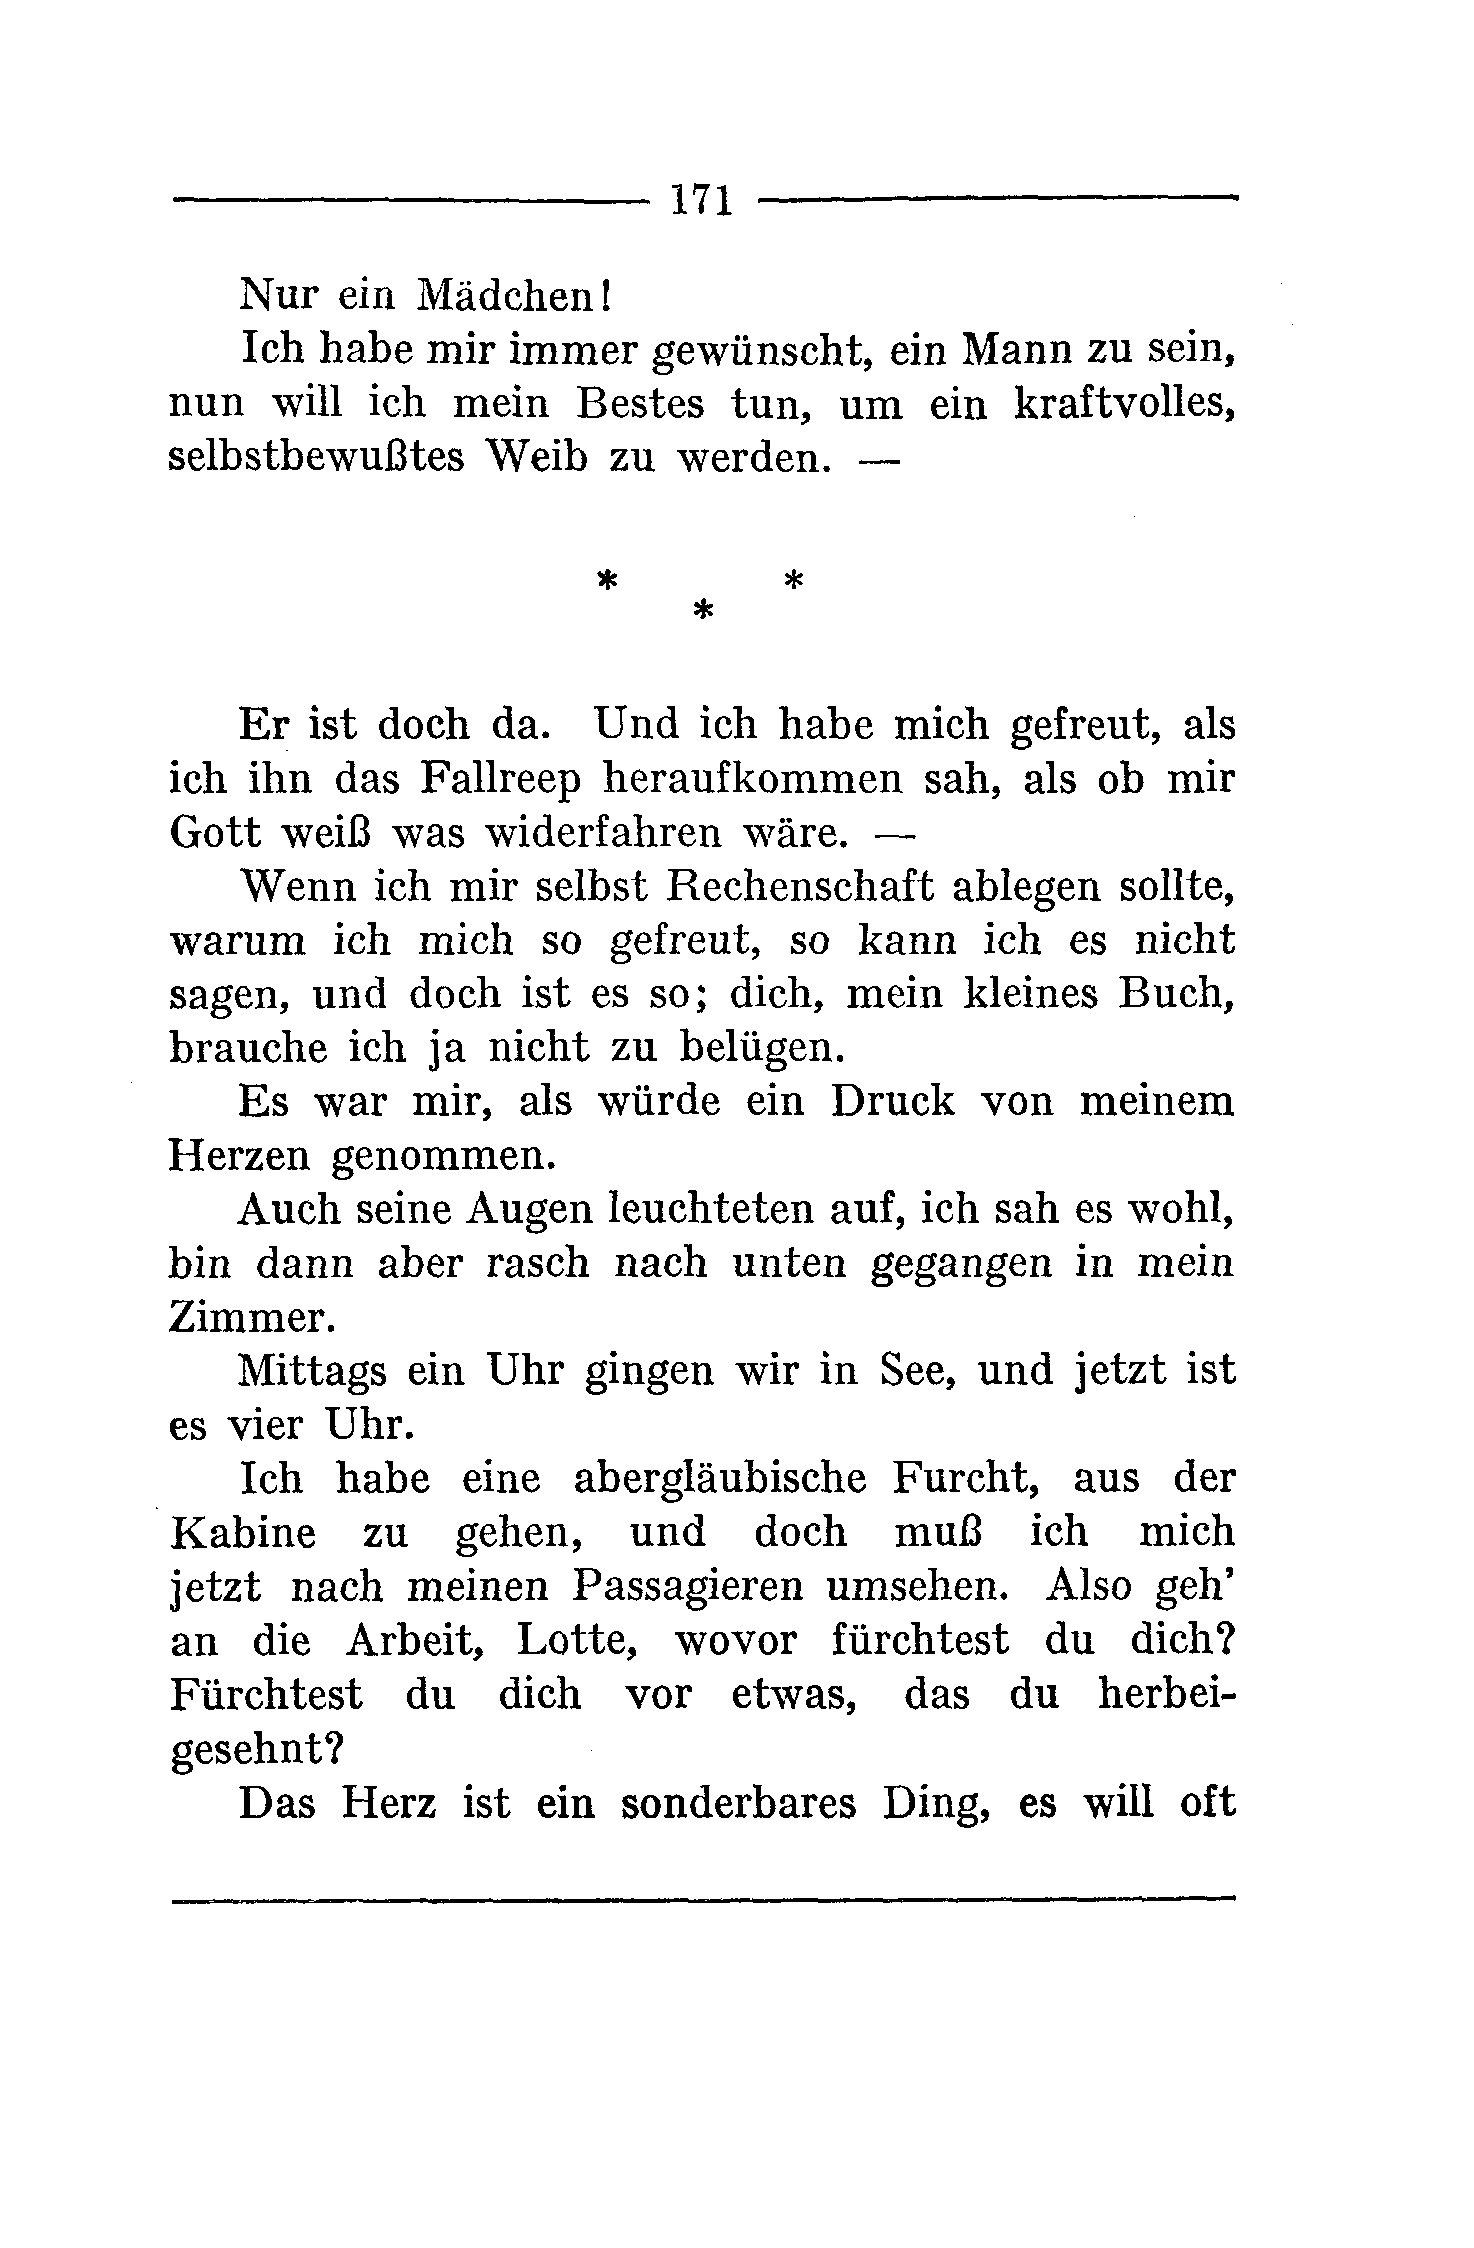 171
Nur ein Mädchen!
Ich habe mir immer gewünscht, ein Mann zu sein,
nun will ich mein Bestes tun, um ein kraftvolles,
selbstbewußtes Weib zu werden. —
* *
*
Er ist doch da. Und ich habe mich gefreut, als
ich ihn das Fallreep heraufkommen sah, als ob mir
Gott weiß was widerfahren wäre. —
Wenn ich mir selbst Rechenschaft ablegen sollte,
warum ich mich so gefreut, so kann ich es nicht
sagen, und doch ist es so; dich, mein kleines Buch,
brauche ich ja nicht zu belügen.
Es war mir, als würde ein Druck von meinem
Herzen genommen.
Auch seine Augen leuchteten auf, ich sah es wohl,
bin dann aber rasch nach unten gegangen in mein
Zimmer.
Mittags ein Uhr gingen wir in See, und jetzt ist
es vier Uhr.
Ich habe eine abergläubische Furcht, aus der
Kabine zu gehen, und doch muß ich mich
jetzt nach meinen Passagieren umsehen. Also geh’
an die Arbeit, Lotte, wovor fürchtest du dich?
Fürchtest du dich vor etwas, das du herbei-
gesehnt?
Das Herz ist ein sonderbares Ding, es will oft